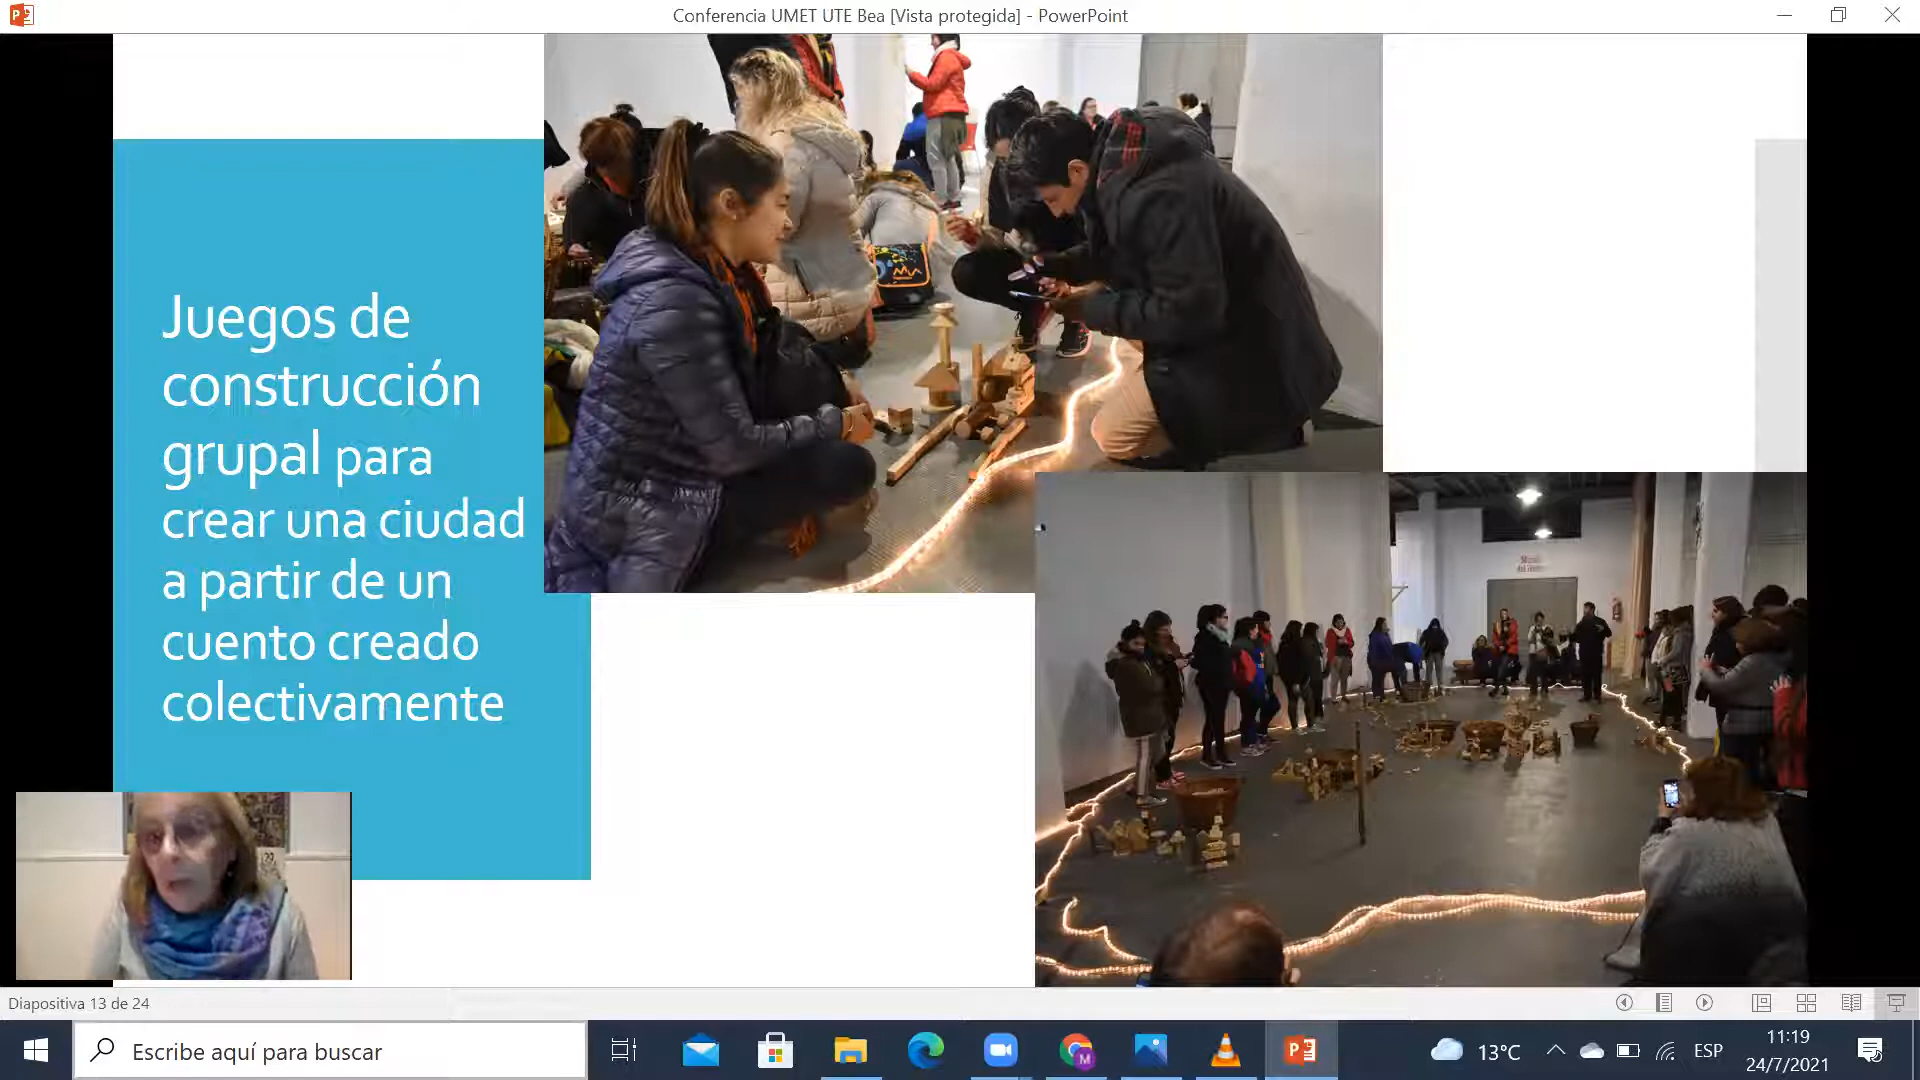 Conferencia UMET UTE Bea [Vista protegida] - PowerPoint
Juegos de
construcción
grupal para
crear una ciudad
a partir de un
cuento creado
colectivamente
Diapositiva 13 de 24
Escribe aquí para buscar
13°C
ESP
11:19
24/7/2021